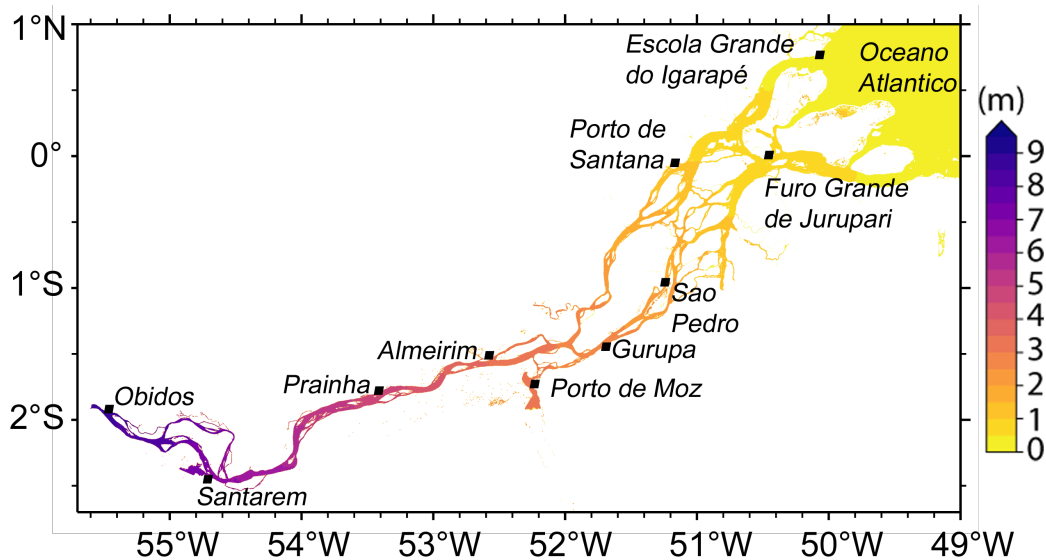 1°N
Escola Grande
do Igarapé
Oceano
Atlantico
(m)
Porto de
Santana
9
0°
8
Furo Grande
de Jurupari
7
6
5
1°S
Sao
Pedro
4
Almeirim
Gurupa
3
Prainha
Porto de Moz
2
Obidos
2°S
1
0
Santarem
55°W
54°W
53°W
52°W
51°W
50°W
49°W